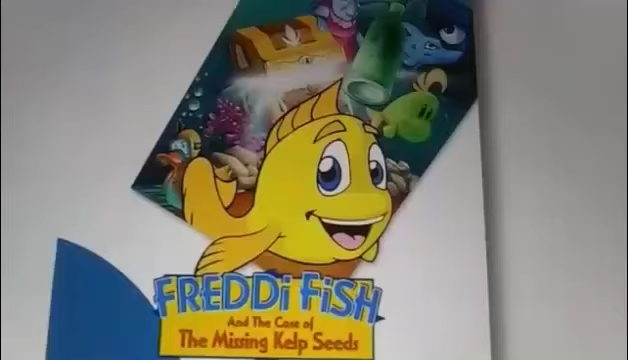 FREDDi FiSH
And The Case of
The Missing Kelp Seeds